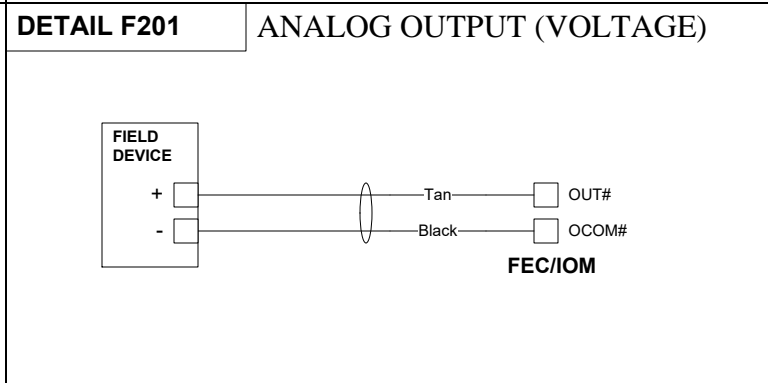 DETAIL F201
ANALOG OUTPUT (VOLTAGE)
FIELD
DEVICE
+ Tan OUT#
- Black OCOM#
FEC/IOM